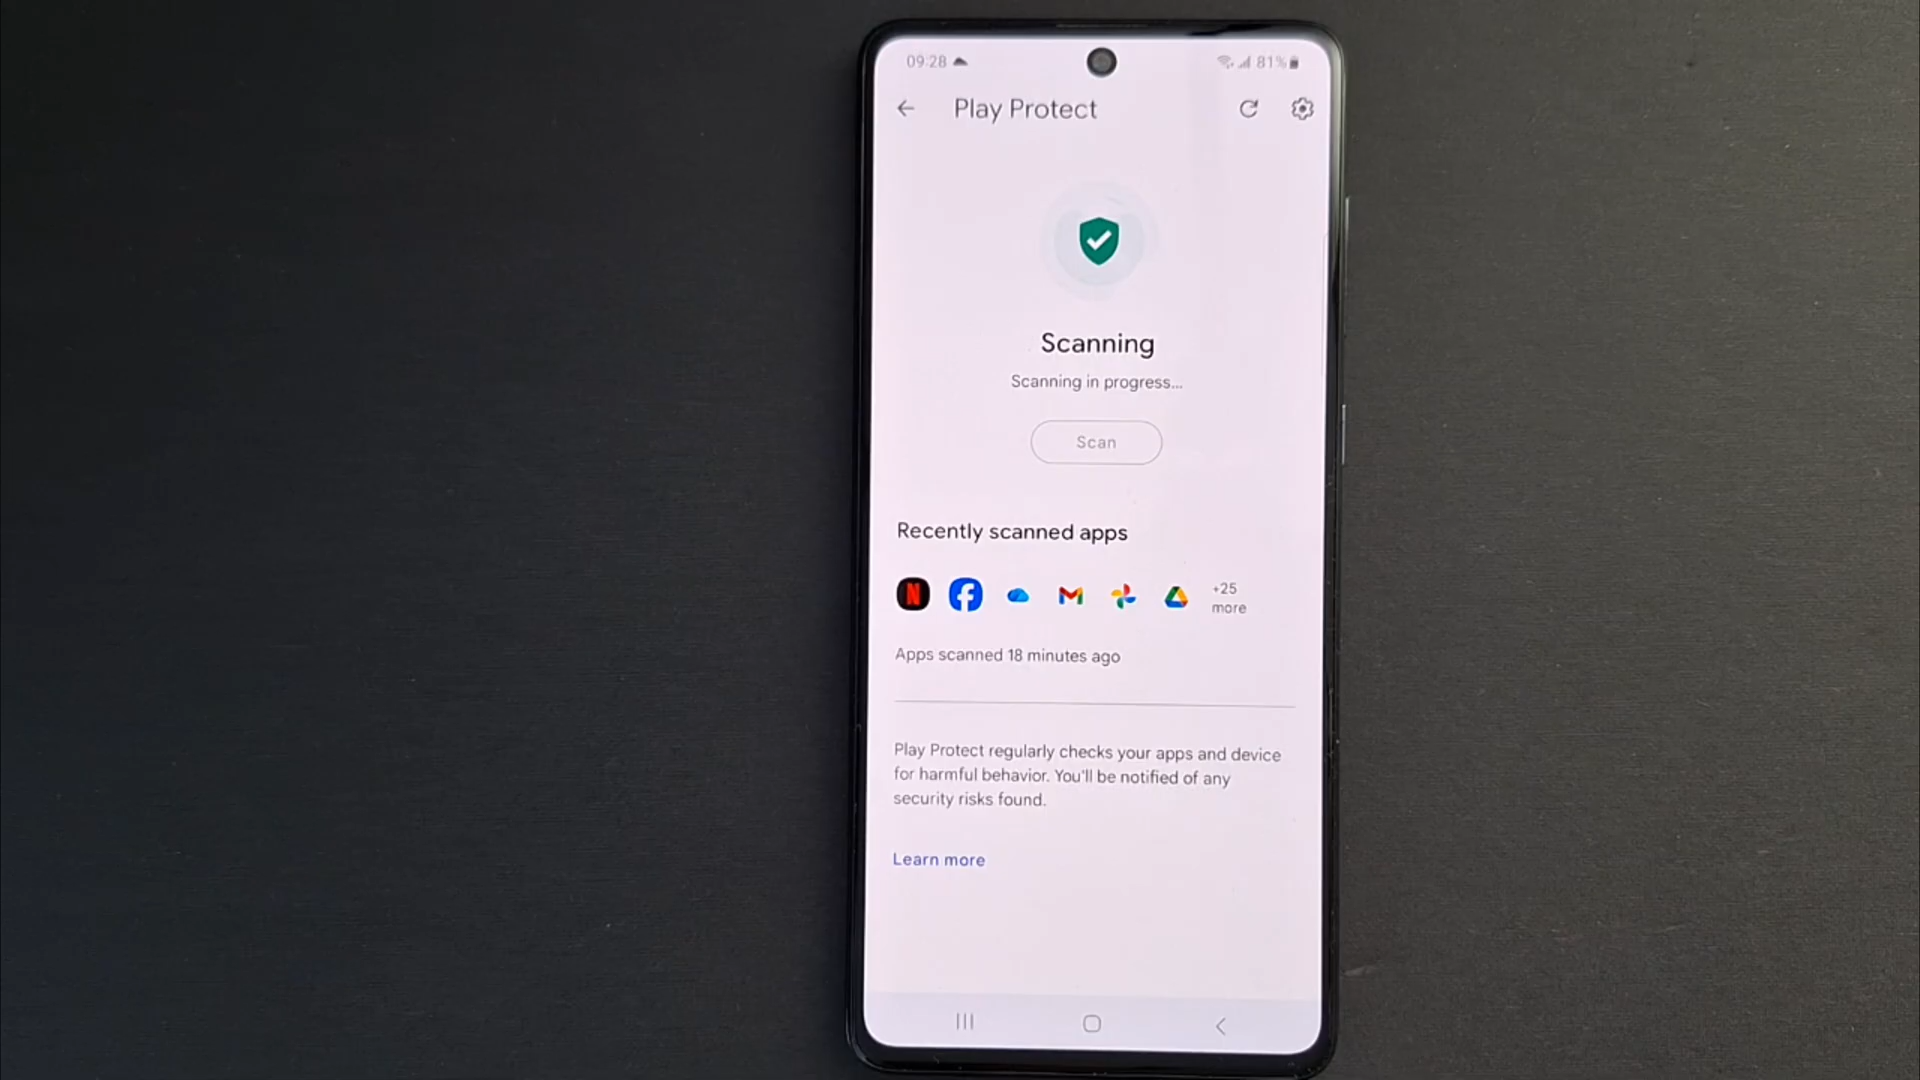 09:28
81%
Play Protect
Scanning
Scanning in progress...
Scan
Recently scanned apps
+25
more
Apps scanned 18 minutes ago
Play Protect regularly checks your apps and device
for harmful behavior. You'll be notified of any
security risks found.
Learn more